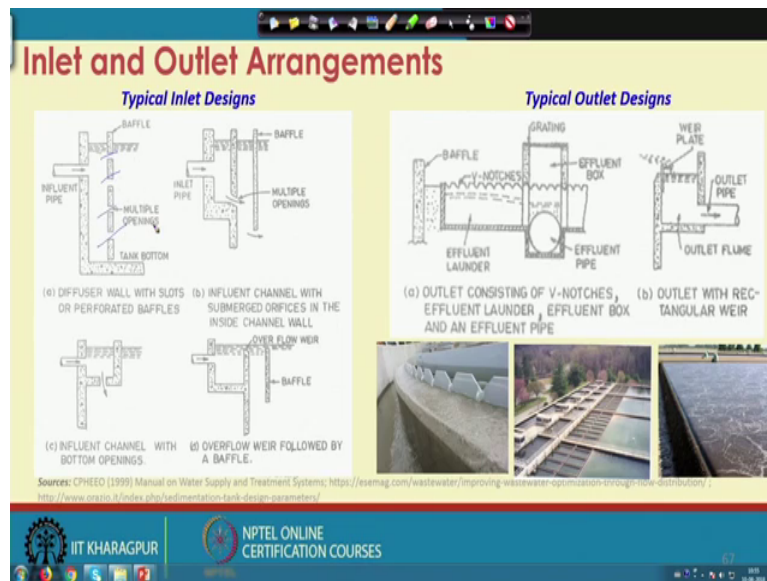 Inlet and Outlet Arrangements
Typical Inlet Designs
BAFFLE
INFLUENT
PIPE
MULTIPLE
OPENINGS
TANK BOTTOM
(a) DIFFUSER WALL WITH SLOTS
OR PERFORATED BAFFLES
BAFFLE
INLET
PIPE
MULTIPLE
OPENINGS
(b) INFLUENT CHANNEL WITH
SUBMERGED ORIFICES IN THE
INSIDE CHANNEL WALL
(c) INFLUENT CHANNEL WITH
BOTTOM OPENINGS.
OVER FLOW WEIR
BAFFLE
(d) OVERFLOW WEIR FOLLOWED BY
A BAFFLE.
Typical Outlet Designs
BAFFLE
V-NOTCHES
GRATING
EFFLUENT
BOX
EFFLUENT
LAUNDER
EFFLUENT
PIPE
(a) OUTLET CONSISTING OF V-NOTCHES,
EFFLUENT LAUNDER, EFFLUENT BOX
AND AN EFFLUENT PIPE
WEIR
PLATE
OUTLET
PIPE
OUTLET FLUME
(b) OUTLET WITH REC-
TANGULAR WEIR
Sources: CPHEEO (1999) Manual on Water Supply and Treatment Systems; https://esemag.com/wastewater/improving-wastewater-optimization-through-flow-distribution/ ;
http://www.orazio.it/index.php/sedimentation-tank-design-parameters/
IIT KHARAGPUR
NPTEL ONLINE
CERTIFICATION COURSES
67